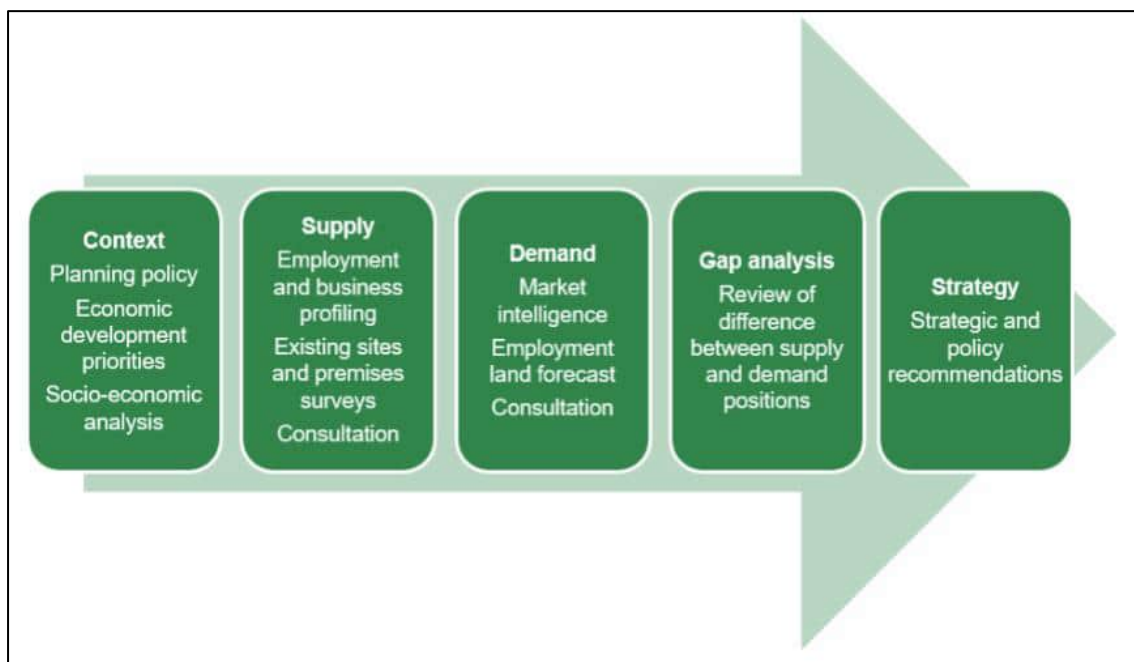 Context
Planning policy
Economic
development
priorities
Socio-economic
analysis
Supply
Employment
and business
profiling
Existing sites
and premises
surveys
Consultation
Demand
Market
intelligence
Employment
land forecast
Consultation
Gap analysis
Review of
difference
between supply
and demand
positions
Strategy
Strategic and
policy
recommendations